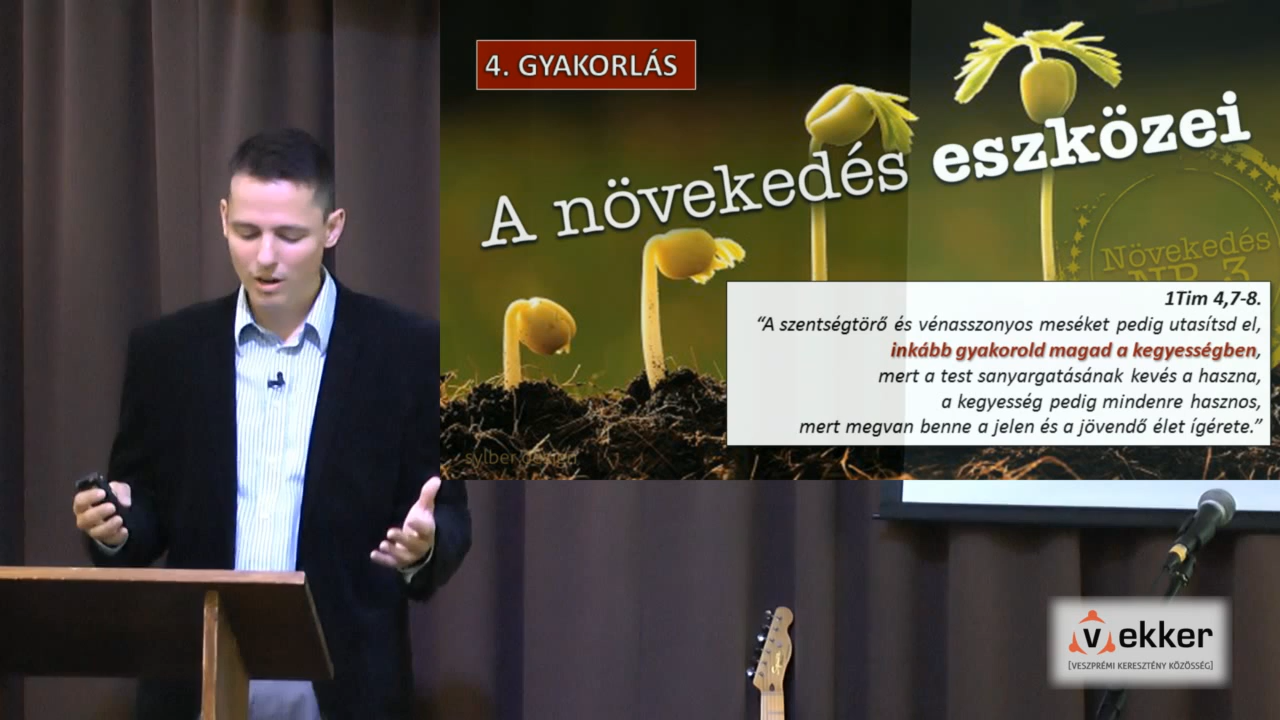 4. GYAKORLÁS
A növekedés eszközei
Növekedés
NR.3
1Tim 4,7-8.
“A szentségtörő és vénasszonyos meséket pedig utasítsd el,
inkább gyakorold magad a kegyességben,
mert a test sanyargatásának kevés a haszna,
a kegyesség pedig mindenre hasznos,
mert megvan benne a jelen és a jövendő élet ígérete.”
vekker
[VESZPRÉMI KERESZTÉNY KÖZÖSSÉG]